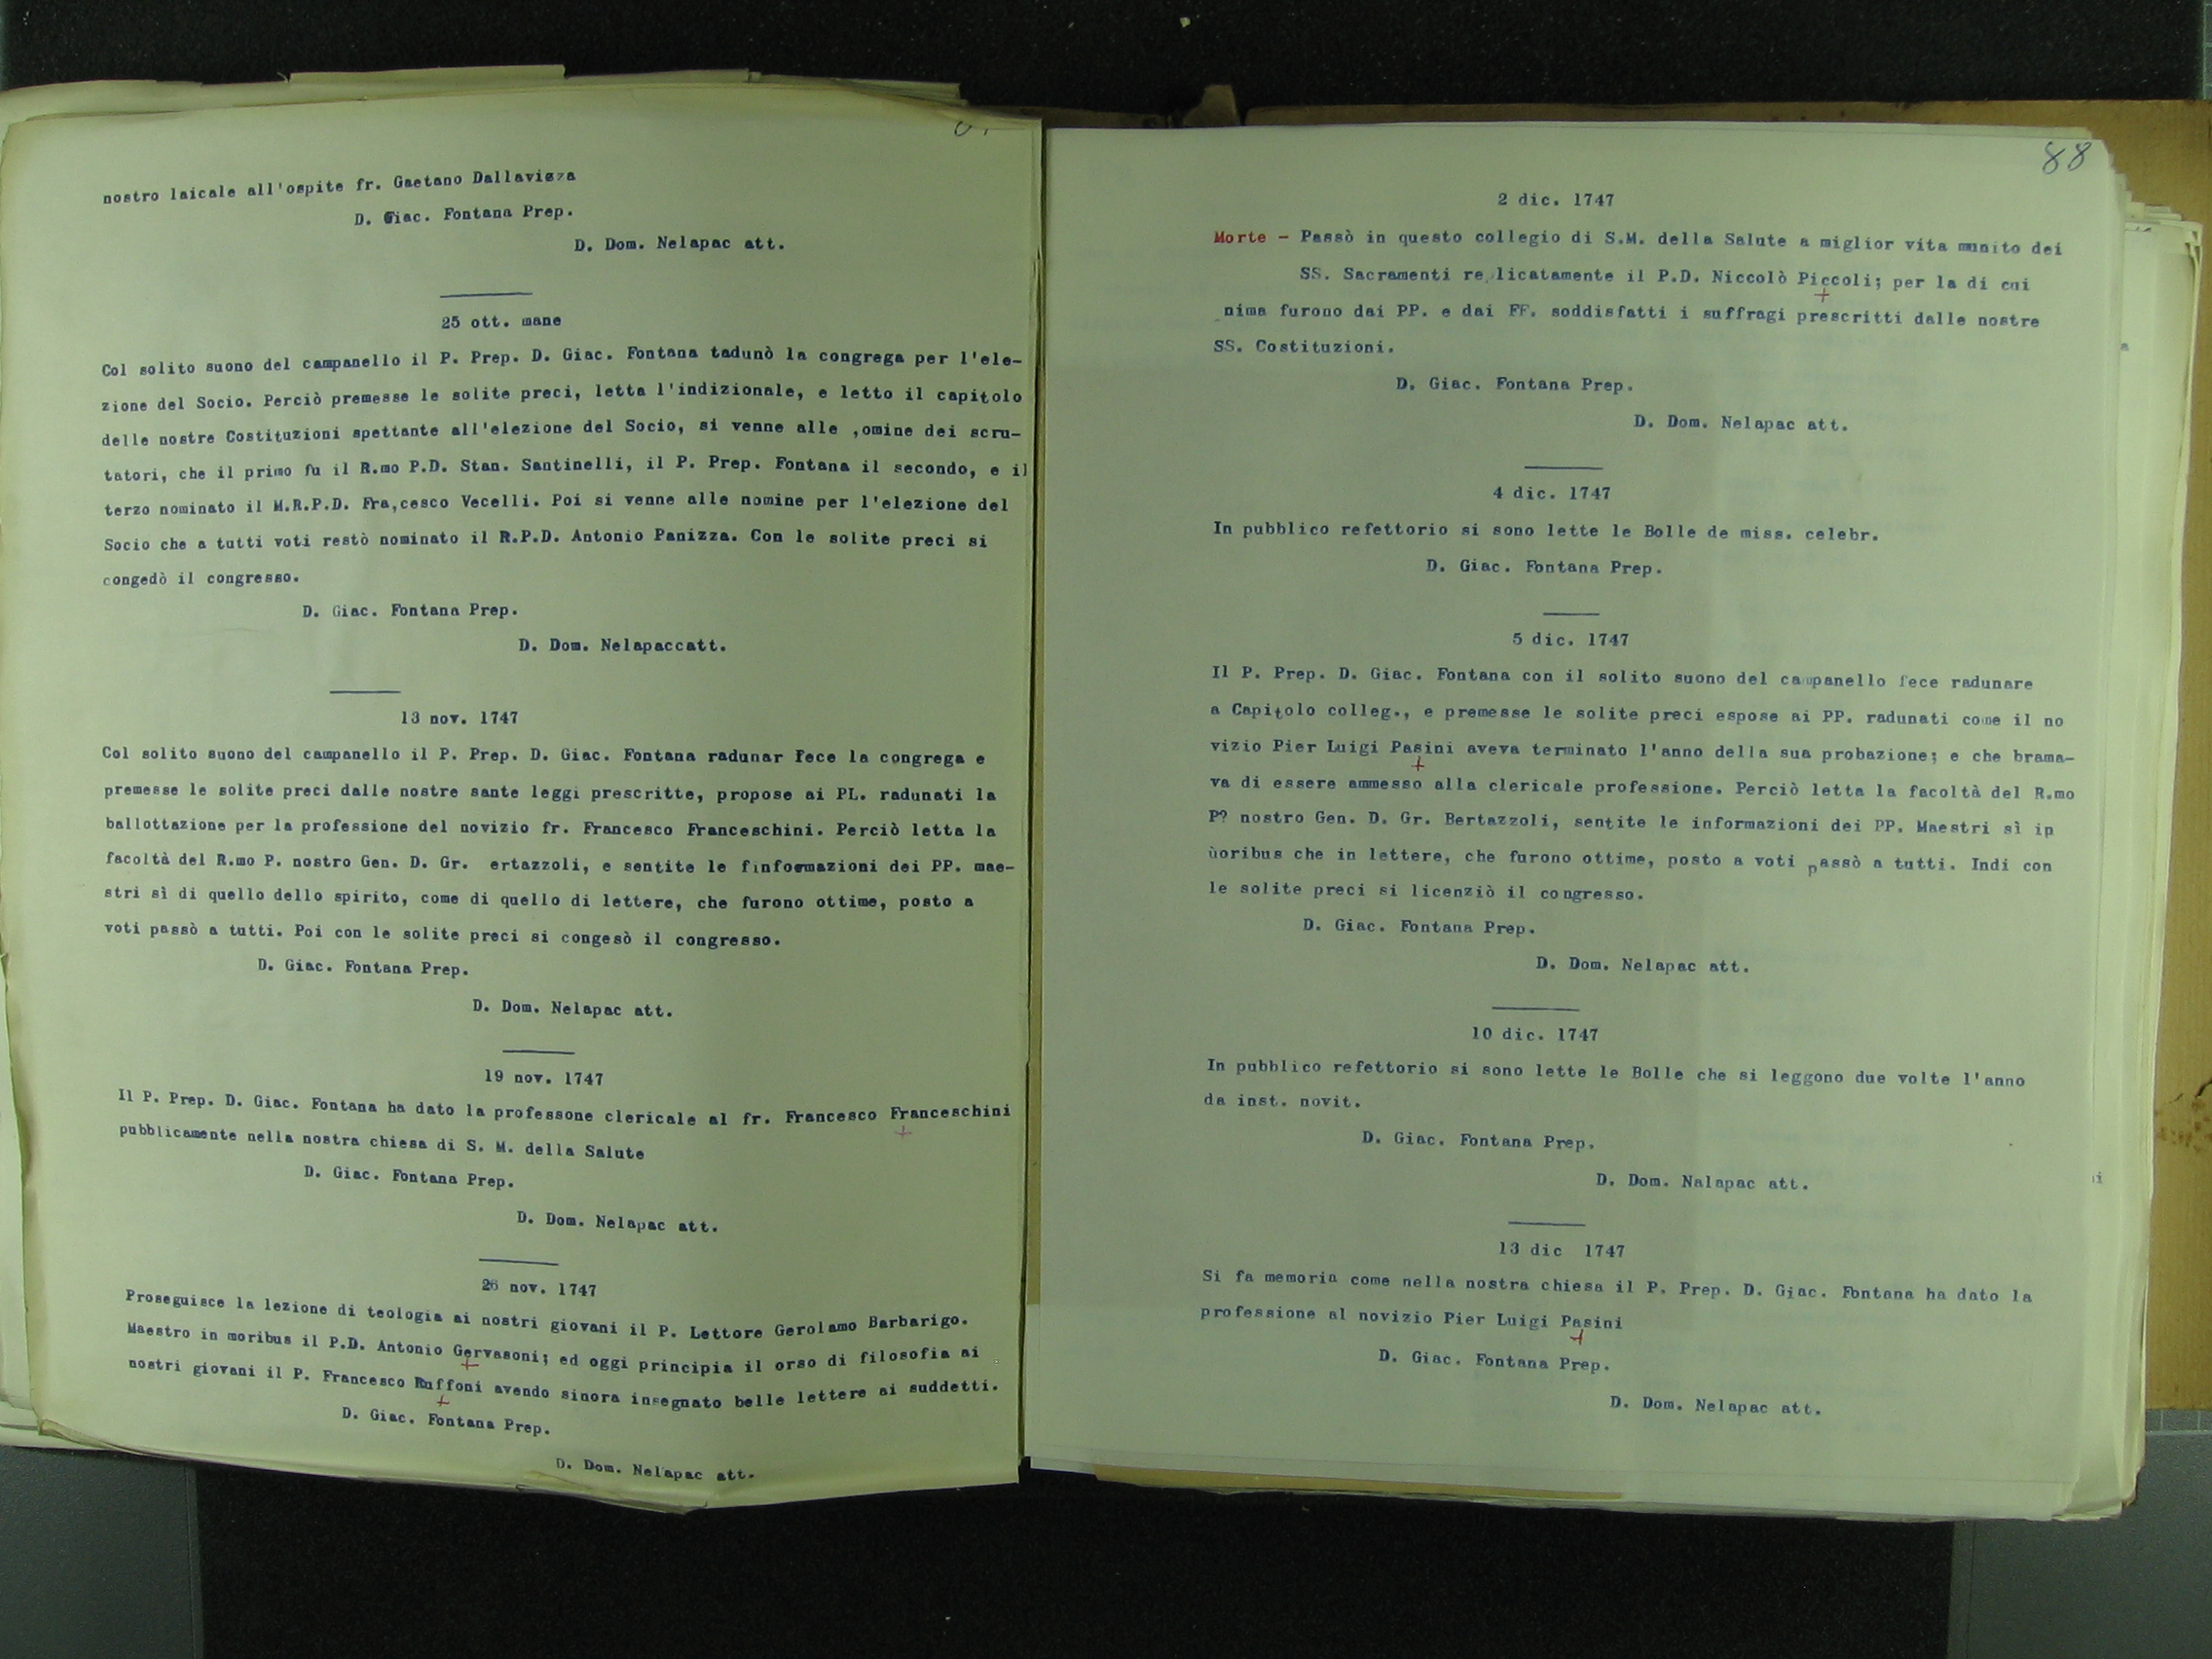 nostro laicale all'ospite fr. Gaetano Dallavizza
D. Giac. Fontana Prep.
D. Dom. Nelapac att.
25 ott. mane
Col solito suono del campanello il P. Prep. D. Giac. Fontana tadunò la congrega per l'ele-
zione del Socio. Perciò premesse le solite preci, letta l'indizionale, e letto il capitolo
delle nostre Costituzioni spettante all'elezione del Socio, si venne alle ,omine dei scru-
tatori, che il primo fu il R.mo P.D. Stan. Santinelli, il P. Prep. Fontana il secondo, e il
terzo nominato il M.R.P.D. Fra,cesco Vecelli. Poi si venne alle nomine per l'elezione del
Socio che a tutti voti restò nominato il R.P.D. Antonio Panizza. Con le solite preci si
congedò il congresso.
D. Giac. Fontana Prep.
D. Dom. Nelapaccatt.
13 nov. 1747
Col solito suono del campanello il P. Prep. D. Giac. Fontana radunar fece la congrega e
premesse le solite preci dalle nostre sante leggi prescritte, propose ai PL. radunati la
ballottazione per la professione del novizio fr. Francesco Franceschini. Perciò letta la
facoltà del R.mo P. nostro Gen. D. Gr. ertazzoli, e sentite le finformazioni dei PP. mae-
stri sì di quello dello spirito, come di quello di lettere, che furono ottime, posto a
voti passò a tutti. Poi con le solite preci si congesò il congresso.
D. Giac. Fontana Prep.
D. Dom. Nelapac att.
19 nov. 1747
Il P. Prep. D. Giac. Fontana ha dato la professone clericale al fr. Francesco Franceschini
pubblicamente nella nostra chiesa di S. M. della Salute
D. Giac. Fontana Prep.
D. Dom. Nelapac att.
26 nov. 1747
Proseguisce la lezione di teologia ai nostri giovani il P. Lettore Gerolamo Barbarigo.
Maestro in moribus il P.D. Antonio Gervasoni; ed oggi principia il orso di filosofia ai
nostri giovani il P. Francesco Ruffoni avendo sinora insegnato belle lettere ai suddetti.
D. Giac. Fontana Prep.
D. Dom. Nelapac att.
88
2 dic. 1747
Morte - Passò in questo collegio di S.M. della Salute a miglior vita munito dei
SS. Sacramenti re licatamente il P.D. Niccolò Piccoli; per la di cui
nima furono dai PP. e dai FF. soddisfatti i suffragi prescritti dalle nostre
SS. Costituzioni.
D. Giac. Fontana Prep.
D. Dom. Nelapac att.
4 dic. 1747
In pubblico refettorio si sono lette le Bolle de miss. celebr.
D. Giac. Fontana Prep.
5 dic. 1747
Il P. Prep. D. Giac. Fontana con il solito suono del campanello fece radunare
a Capitolo colleg., e premesse le solite preci espose ai PP. radunati come il no
vizio Pier Luigi Pasini aveva terminato l'anno della sua probazione; e che brama-
va di essere ammesso alla clericale professione. Perciò letta la facoltà del R.mo
P? nostro Gen. D. Gr. Bertazzoli, sentite le informazioni dei PP. Maestri sì ip
ùoribus che in lettere, che furono ottime, posto a voti passò a tutti. Indi con
le solite preci si licenziò il congresso.
D. Giac. Fontana Prep.
D. Dom. Nelapac att.
10 dic. 1747
In pubblico refettorio si sono lette le Bolle che si leggono due volte l'anno
da inst. novit.
D. Giac. Fontana Prep.
D. Dom. Nalapac att.
13 dic 1747
Si fa memoria come nella nostra chiesa il P. Prep. D. Giac. Fontana ha dato la
professione al novizio Pier Luigi Pasini
D. Giac. Fontana Prep.
D. Dom. Nelapac att.